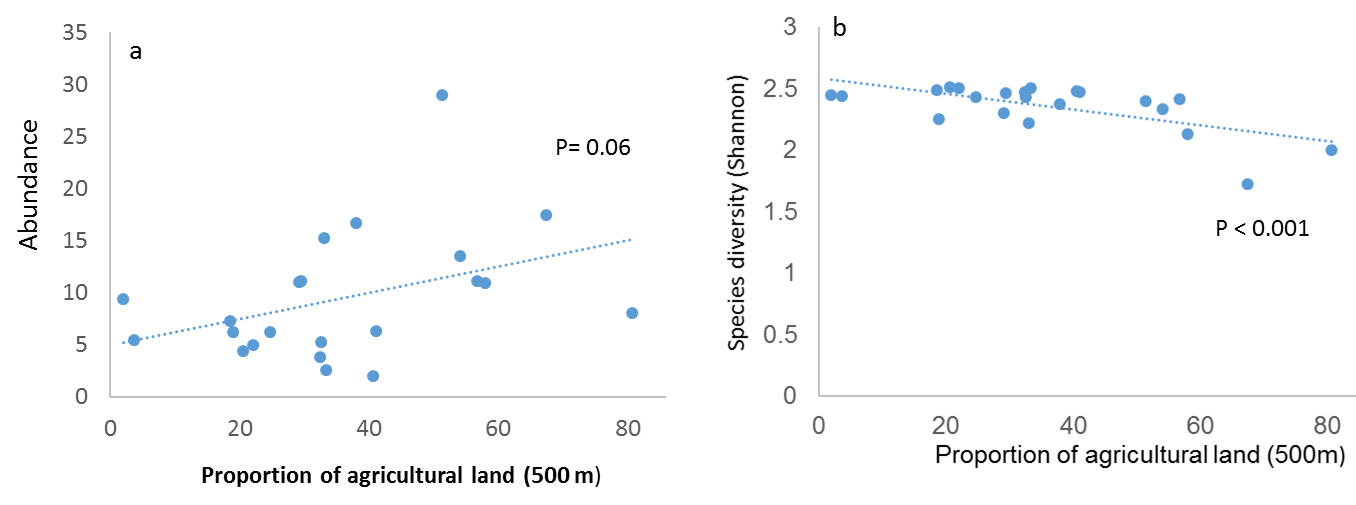 a
35
30
25
20
15
10
5
0
Abundance
P= 0.06
0 20 40 60 80
Proportion of agricultural land (500 m)
b
3
2.5
2
1.5
1
0.5
0
Species diversity (Shannon)
P < 0.001
0 20 40 60 80
Proportion of agricultural land (500m)